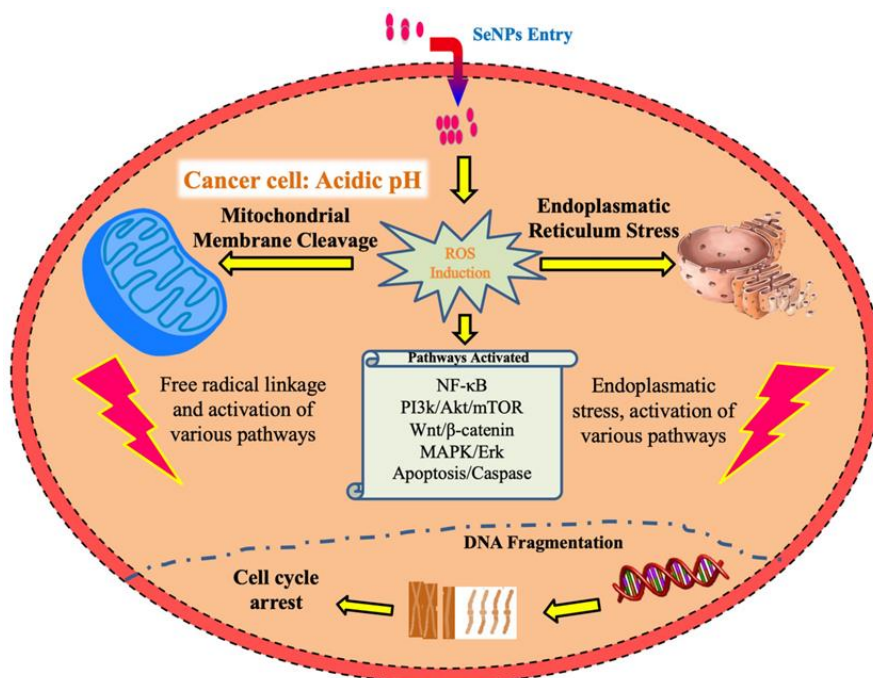 SeNPs Entry
Cancer cell: Acidic pH
Mitochondrial
Membrane Cleavage
Endoplasmatic
Reticulum Stress
ROS
Induction
Pathways Activated
NF-κB
PI3k/Akt/mTOR
Wnt/β-catenin
MAPK/Erk
Apoptosis/Caspase
Free radical linkage
and activation of
various pathways
Endoplasmatic
stress, activation of
various pathways
DNA Fragmentation
Cell cycle
arrest